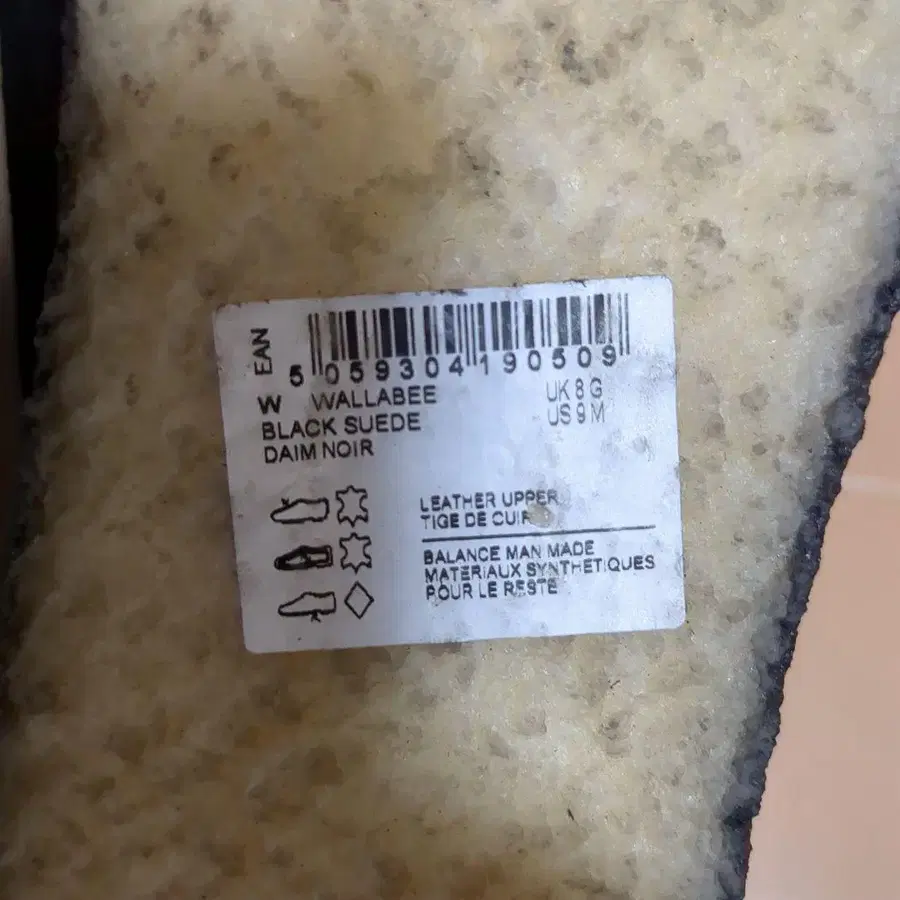 EAN
5 059304 190509
W WALLABEE UK 8 G
BLACK SUEDE US 9 M
DAIM NOIR
LEATHER UPPER
TIGE DE CUIR
BALANCE MAN MADE
MATERIAUX SYNTHETIQUES
POUR LE RESTE